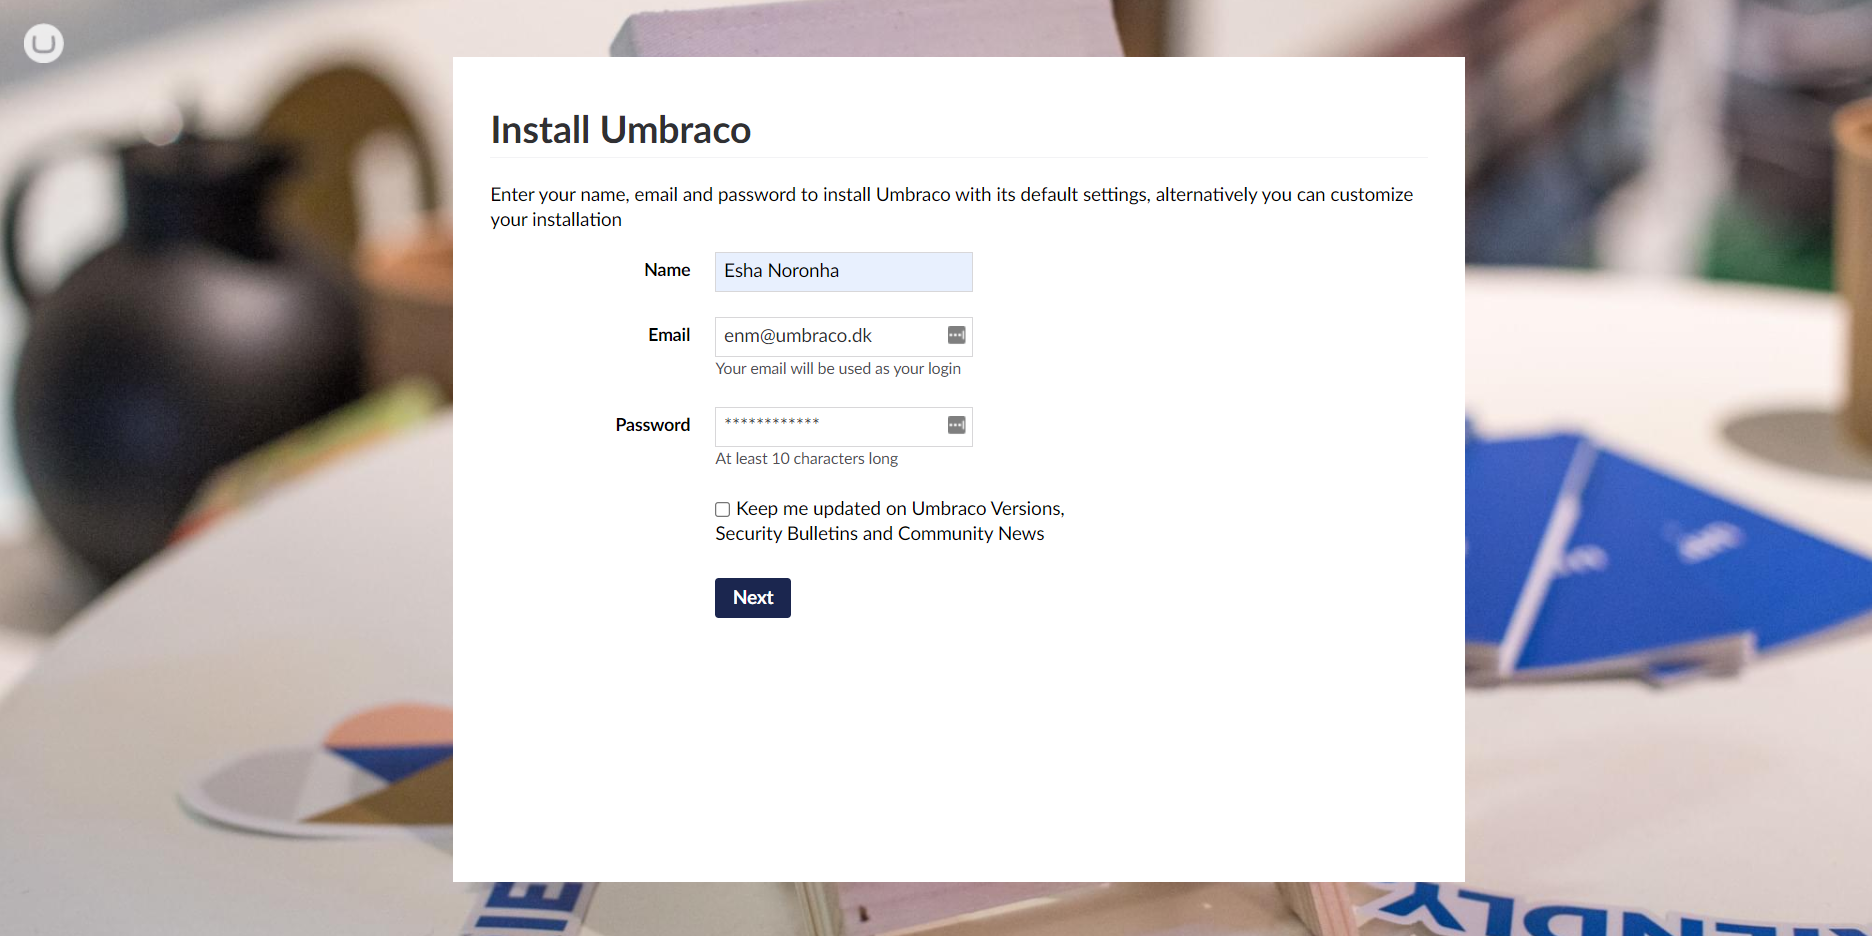 Install Umbraco
Enter your name, email and password to install Umbraco with its default settings, alternatively you can customize
your installation
Name
Esha Noronha
Email
enm@umbraco.dk
Your email will be used as your login
Password
************
At least 10 characters long
Keep me updated on Umbraco Versions,
Security Bulletins and Community News
Next